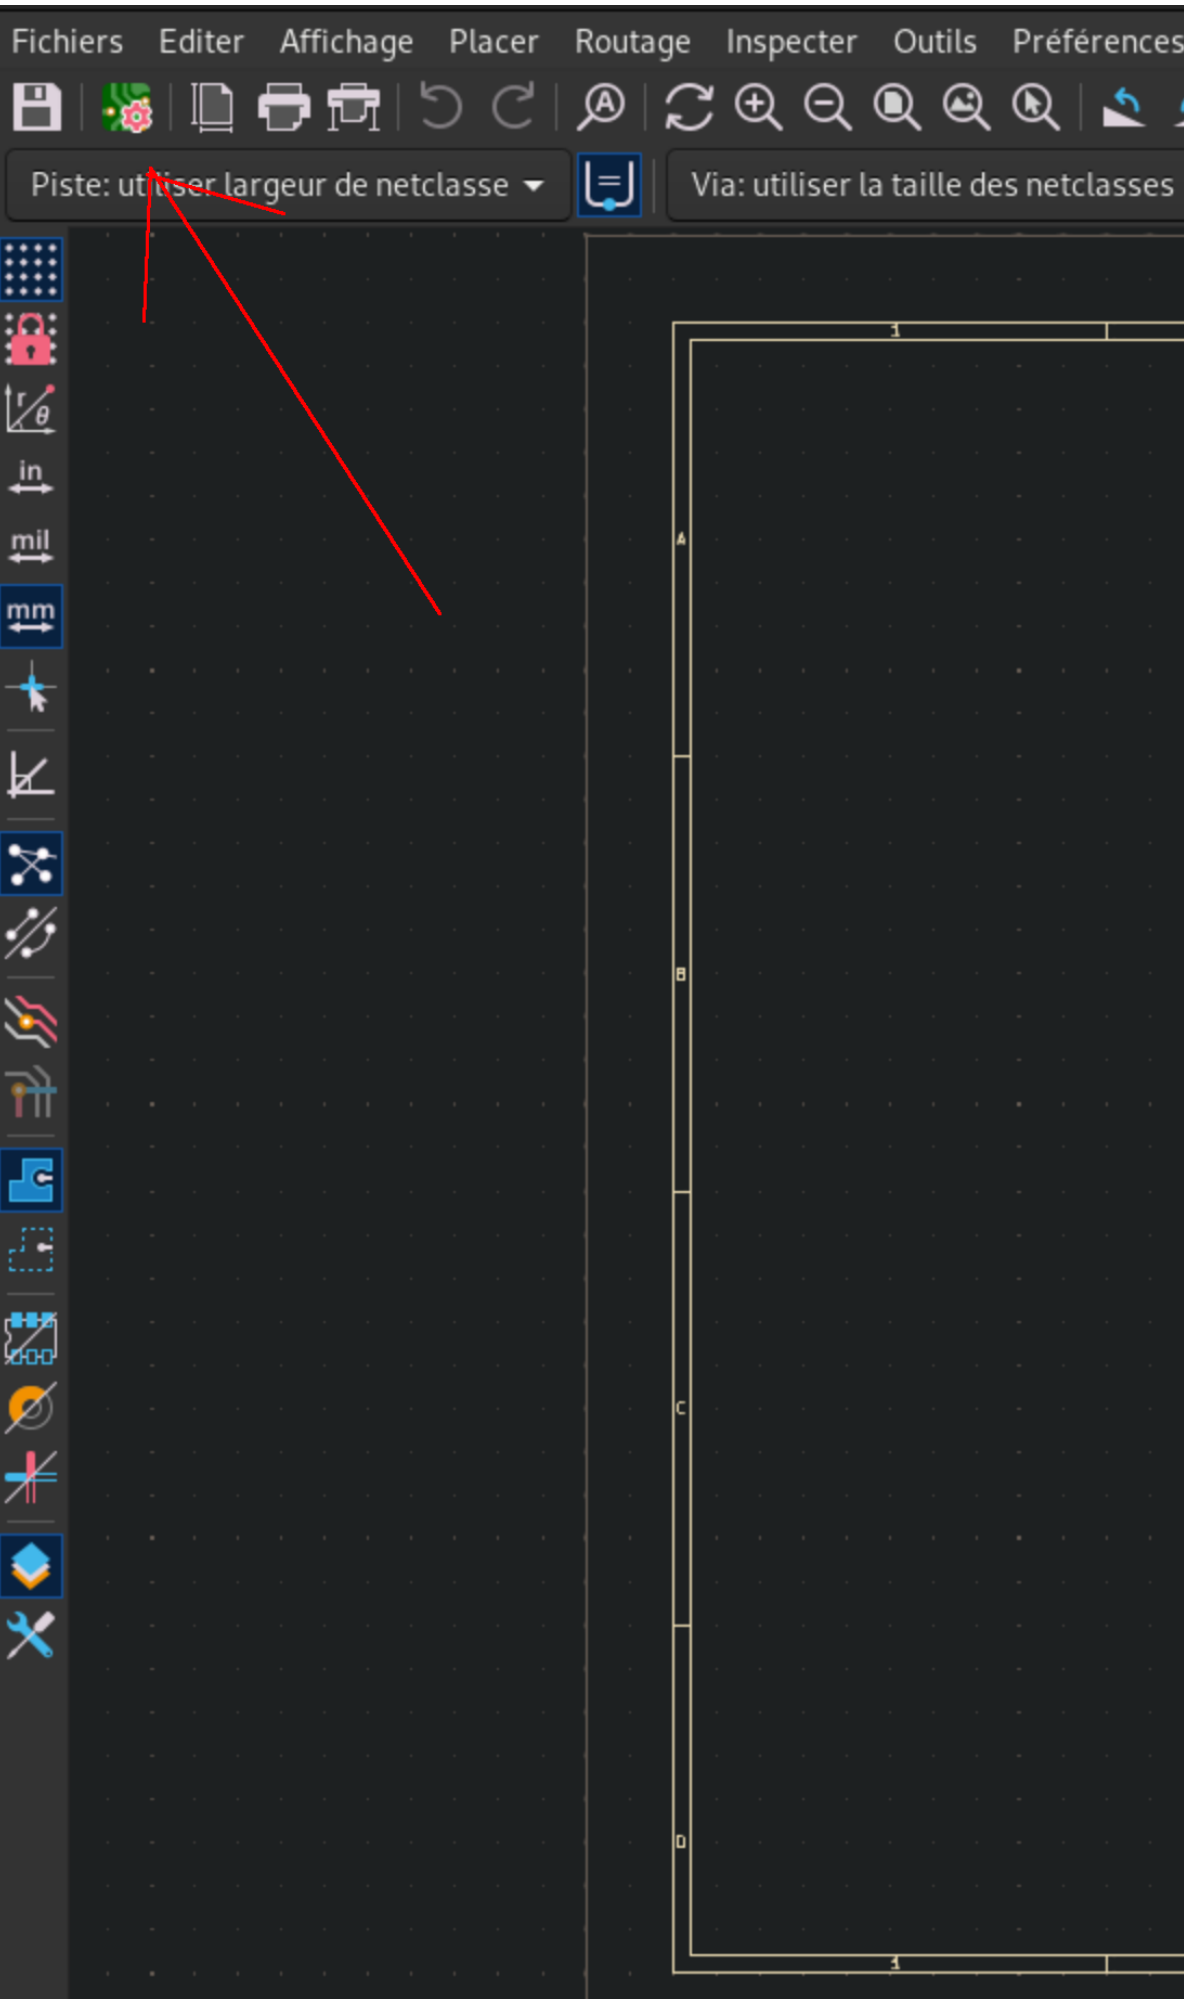 Fichiers Editer Affichage Placer Routage Inspecter Outils Préférences
Piste: utiliser largeur de netclasse Via: utiliser la taille des netclasses
r θ
in
mil
mm
1
A
B
C
D
1